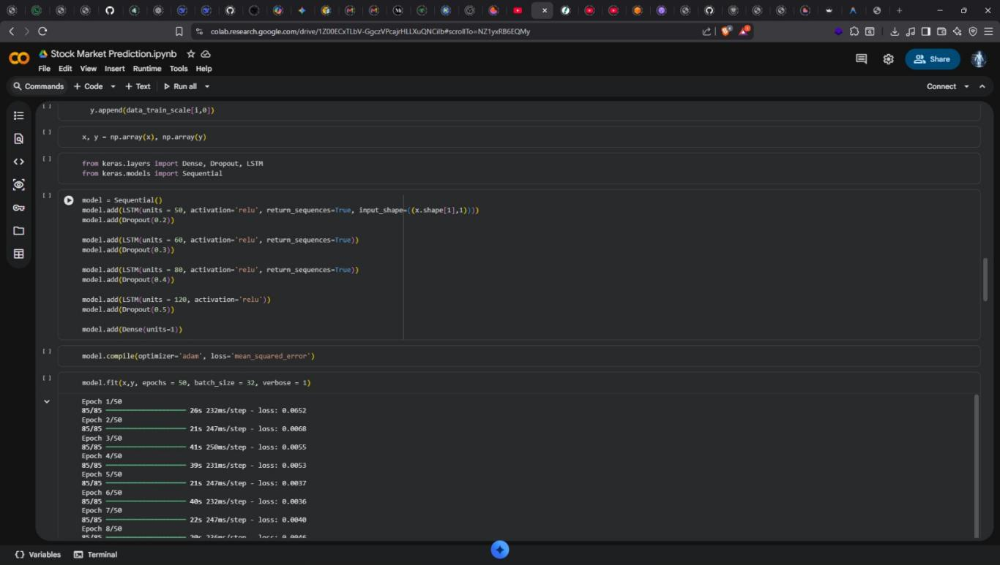 colab.research.google.com/drive/1Z00ECxTLbV-GgczVPcajrHLLXuQNCiIb#scrollTo=NZ1yxRB6EQMy
Stock Market Prediction.ipynb
File Edit View Insert Runtime Tools Help
Share
Commands + Code + Text Run all
Connect
[ ] y.append(data_train_scale[i,0])
[ ] x, y = np.array(x), np.array(y)
[ ] from keras.layers import Dense, Dropout, LSTM
from keras.models import Sequential
[ ] model = Sequential()
model.add(LSTM(units = 50, activation='relu', return_sequences=True, input_shape=((x.shape[1],1))))
model.add(Dropout(0.2))
model.add(LSTM(units = 60, activation='relu', return_sequences=True))
model.add(Dropout(0.3))
model.add(LSTM(units = 80, activation='relu', return_sequences=True))
model.add(Dropout(0.4))
model.add(LSTM(units = 120, activation='relu'))
model.add(Dropout(0.5))
model.add(Dense(units=1))
[ ] model.compile(optimizer='adam', loss='mean_squared_error')
[ ] model.fit(x,y, epochs = 50, batch_size = 32, verbose = 1)
Epoch 1/50
85/85 26s 232ms/step - loss: 0.0652
Epoch 2/50
85/85 21s 247ms/step - loss: 0.0068
Epoch 3/50
85/85 41s 250ms/step - loss: 0.0055
Epoch 4/50
85/85 39s 231ms/step - loss: 0.0053
Epoch 5/50
85/85 21s 247ms/step - loss: 0.0037
Epoch 6/50
85/85 40s 232ms/step - loss: 0.0036
Epoch 7/50
85/85 22s 247ms/step - loss: 0.0040
Epoch 8/50
85/85 20s 236ms/step - loss: 0.0046
Variables Terminal